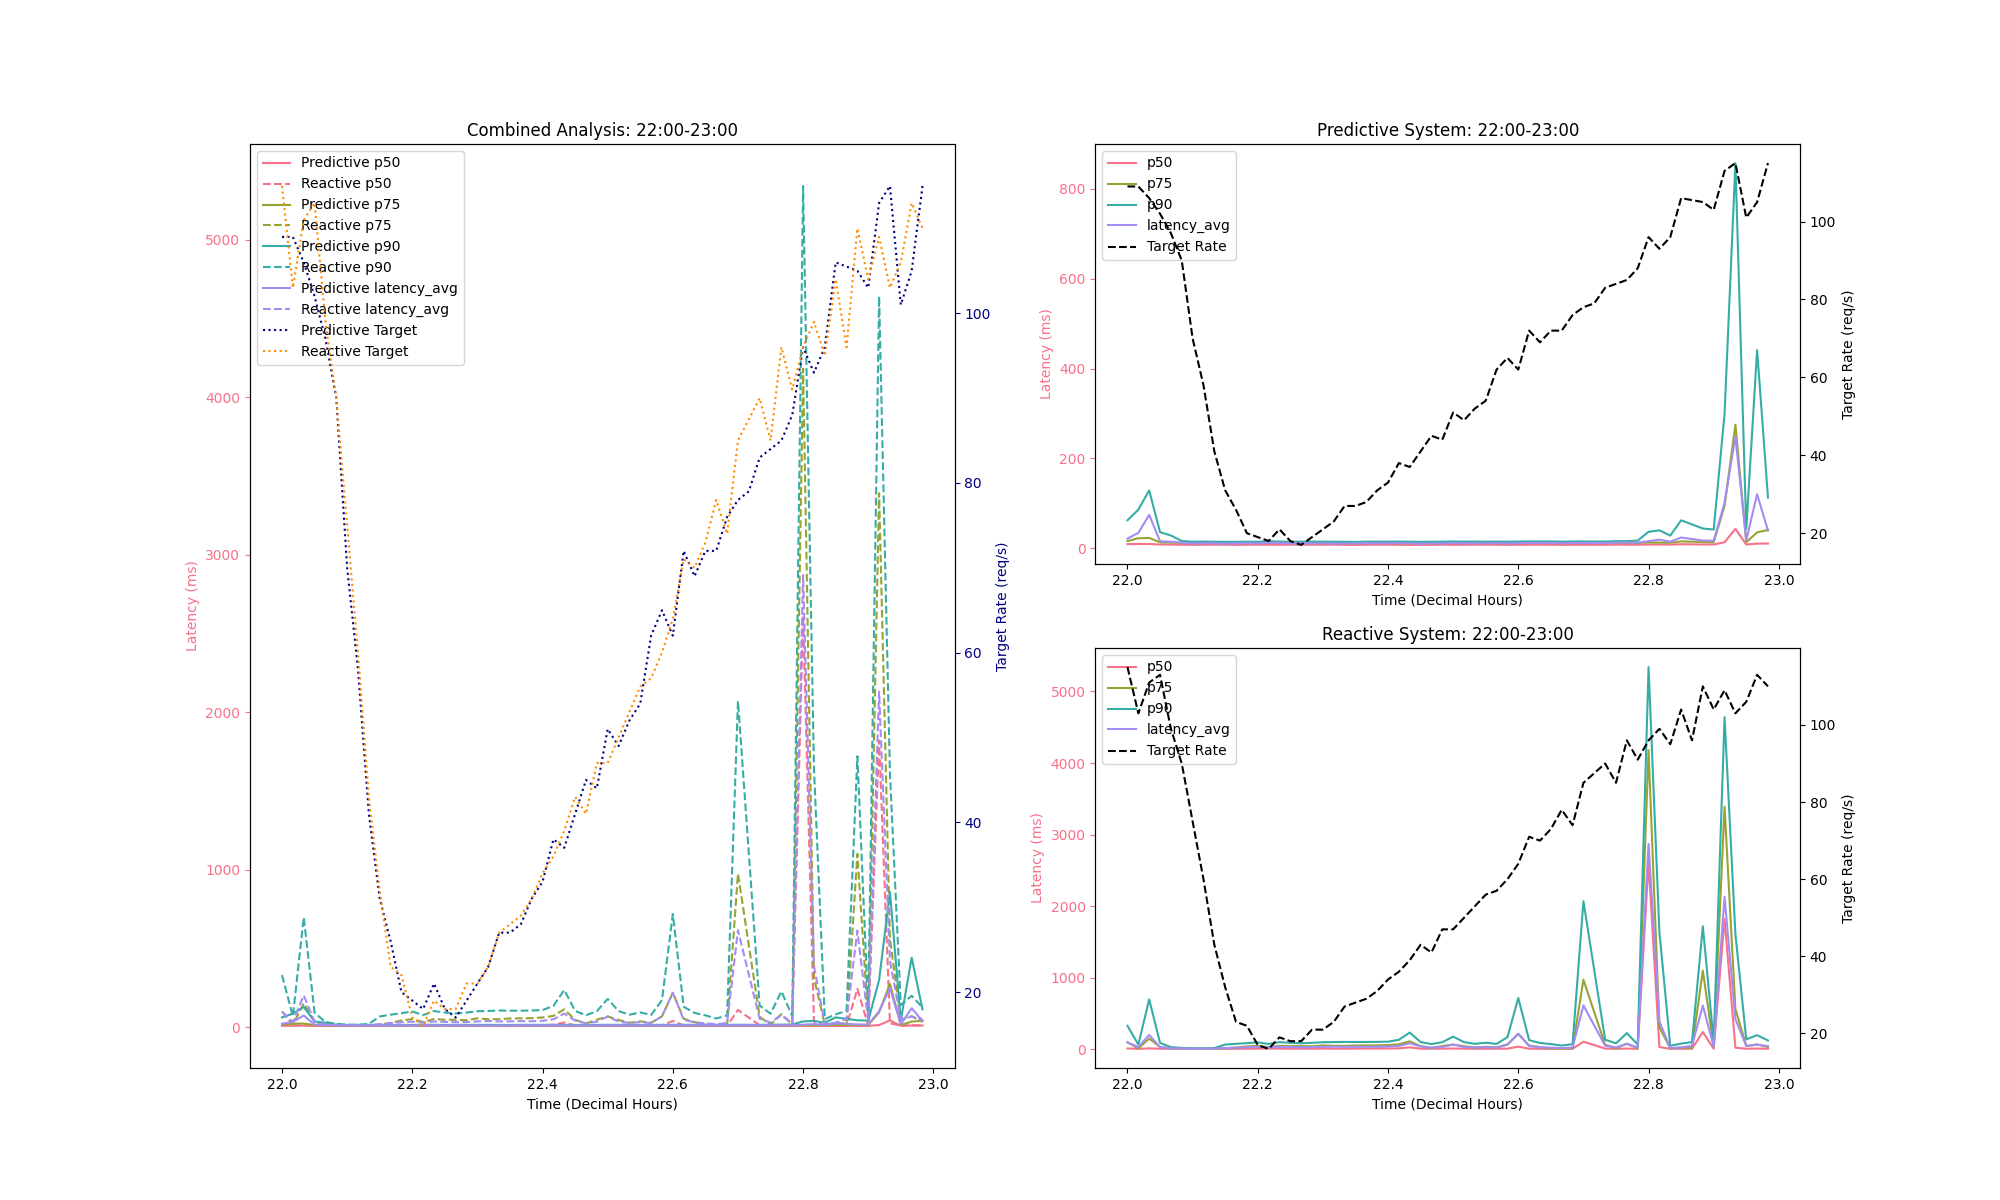 Combined Analysis: 22:00-23:00
Predictive p50
Reactive p50
Predictive p75
Reactive p75
Predictive p90
Reactive p90
Predictive latency_avg
Reactive latency_avg
Predictive Target
Reactive Target
5000
4000
3000
2000
1000
0
Latency (ms)
100
80
60
40
20
Target Rate (req/s)
22.0 22.2 22.4 22.6 22.8 23.0
Time (Decimal Hours)
Predictive System: 22:00-23:00
p50
p75
p90
latency_avg
Target Rate
800
600
400
200
0
Latency (ms)
100
80
60
40
20
Target Rate (req/s)
22.0 22.2 22.4 22.6 22.8 23.0
Time (Decimal Hours)
Reactive System: 22:00-23:00
p50
p75
p90
latency_avg
Target Rate
5000
4000
3000
2000
1000
0
Latency (ms)
100
80
60
40
20
Target Rate (req/s)
22.0 22.2 22.4 22.6 22.8 23.0
Time (Decimal Hours)